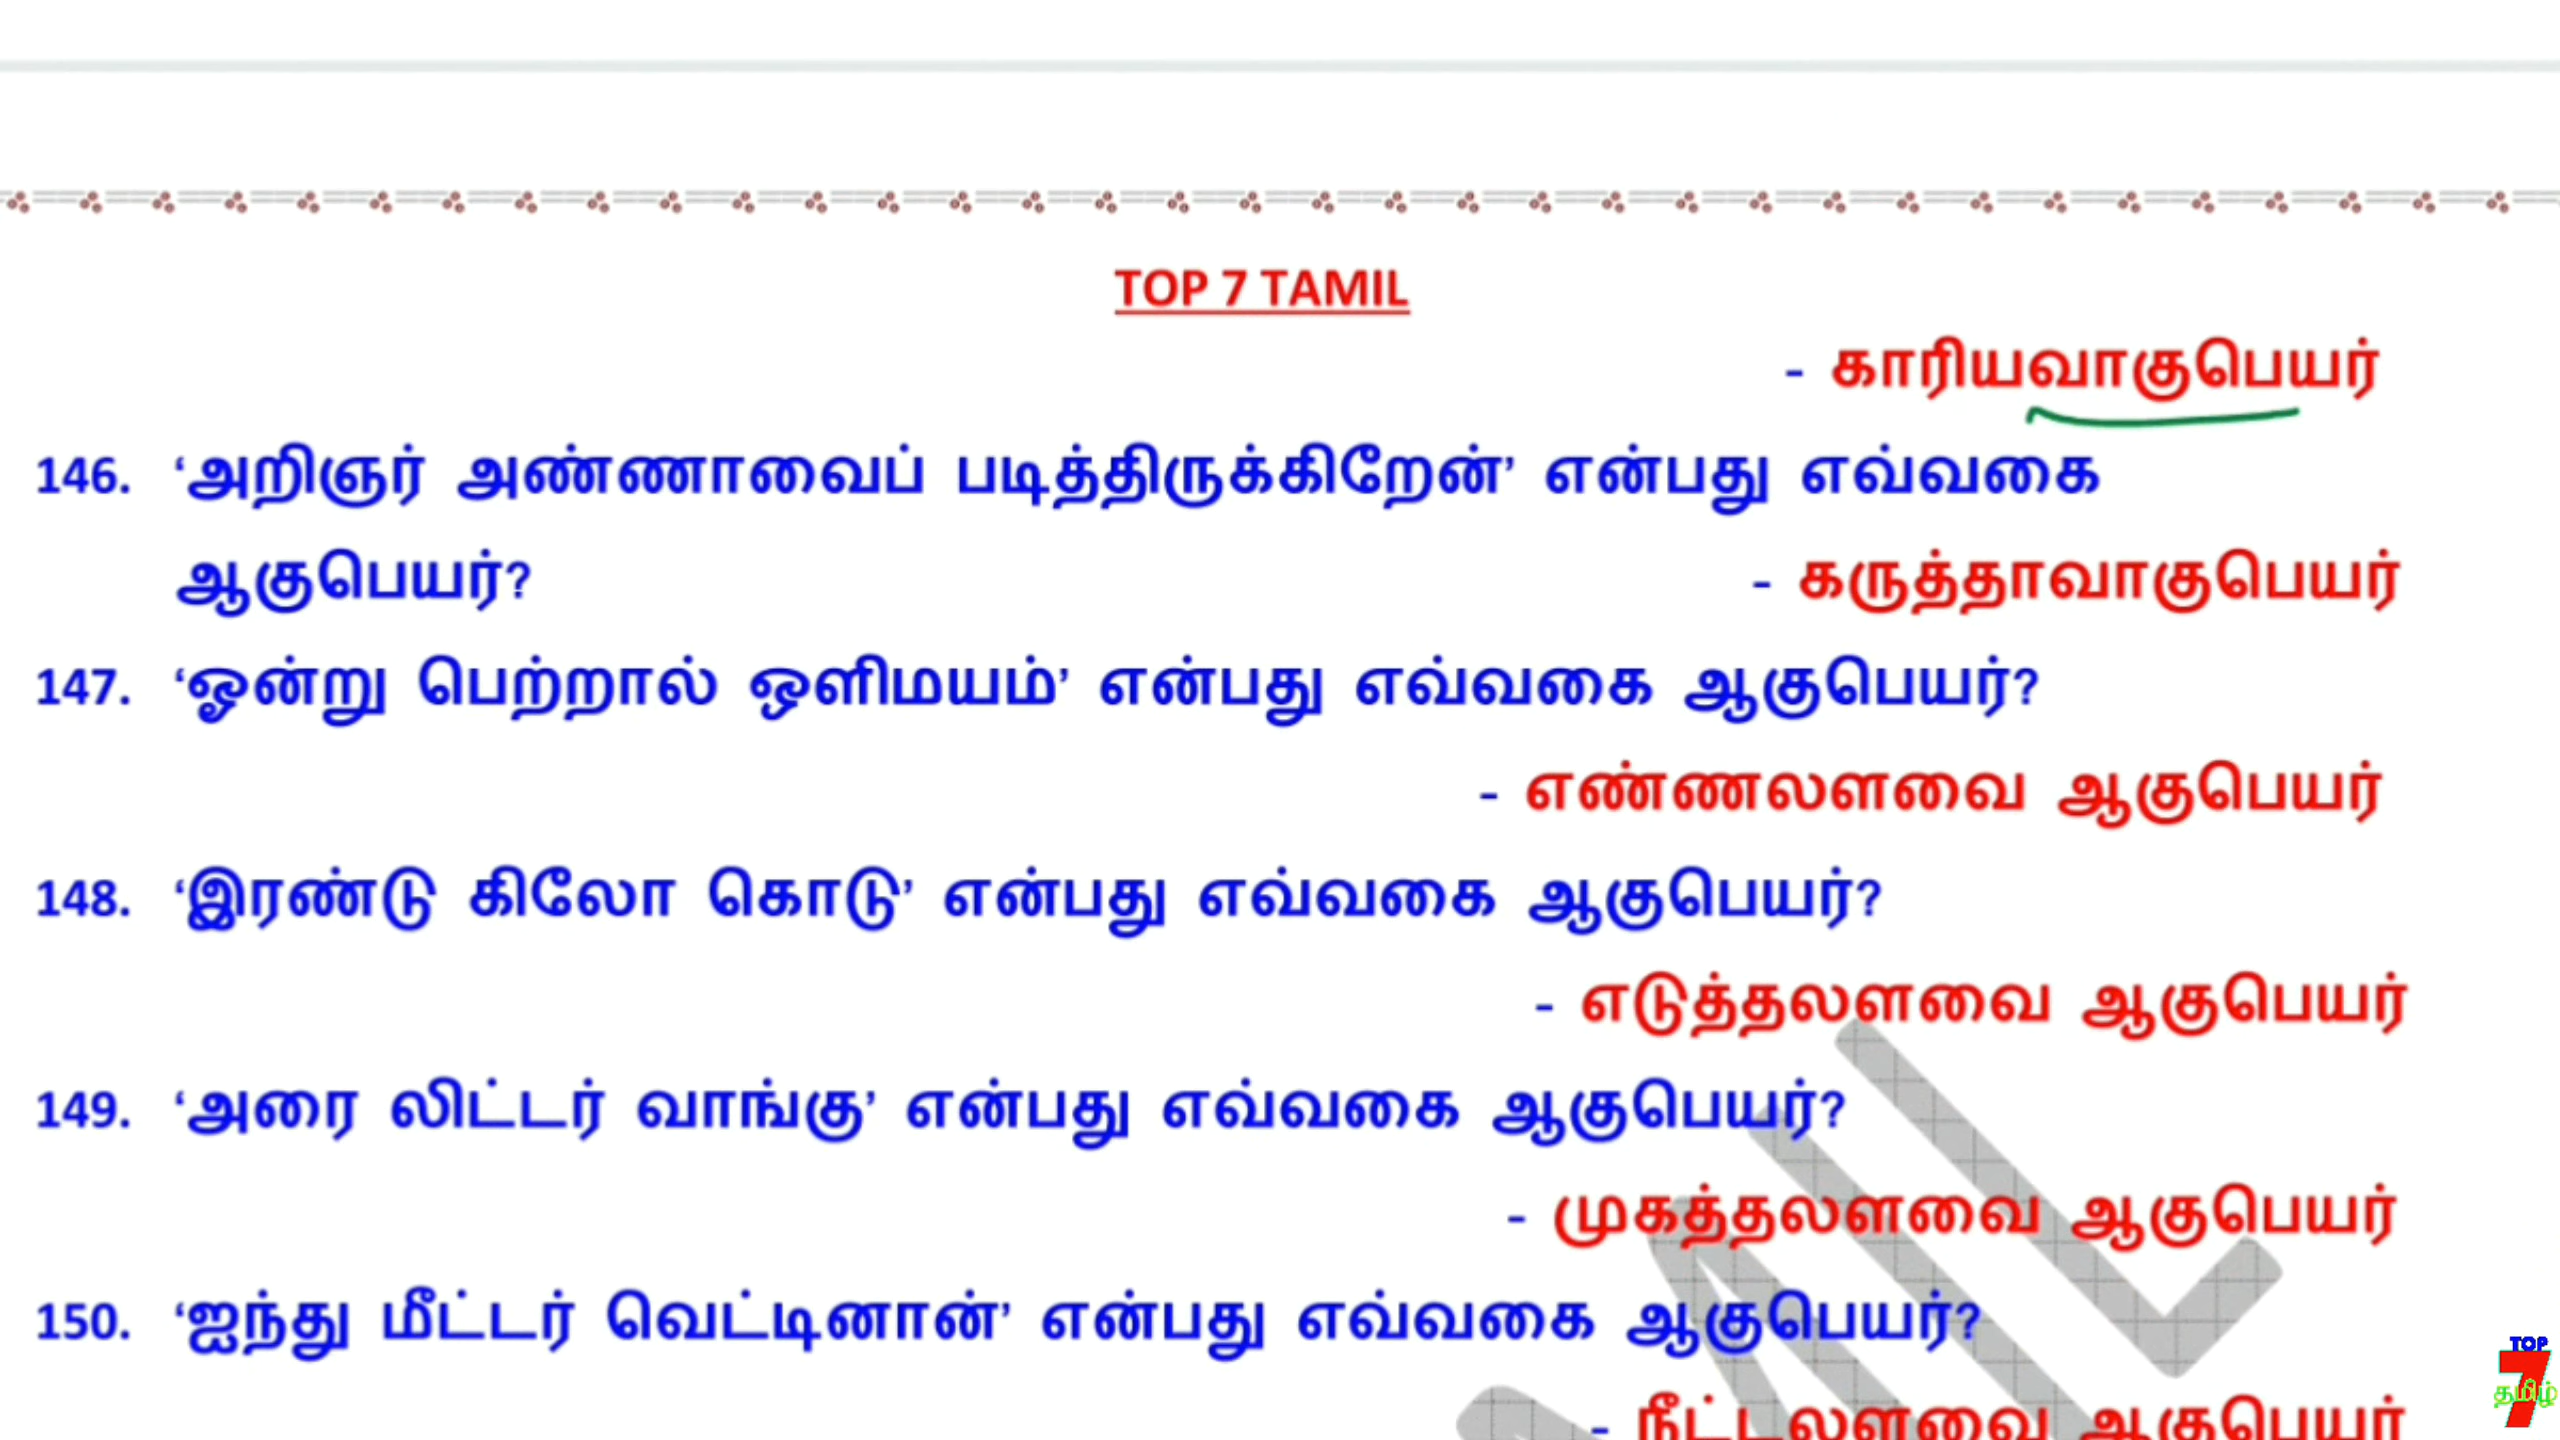 TOP 7 TAMIL
- காரியவாகுபெயர்
146. ‘அறிஞர் அண்ணாவைப் படித்திருக்கிறேன்’ என்பது எவ்வகை
ஆகுபெயர்? - கருத்தாவாகுபெயர்
147. ‘ஓன்று பெற்றால் ஒளிமயம்’ என்பது எவ்வகை ஆகுபெயர்?
- எண்ணலளவை ஆகுபெயர்
148. ‘இரண்டு கிலோ கொடு’ என்பது எவ்வகை ஆகுபெயர்?
- எடுத்தலளவை ஆகுபெயர்
149. ‘அரை லிட்டர் வாங்கு’ என்பது எவ்வகை ஆகுபெயர்?
- முகத்தலளவை ஆகுபெயர்
150. ‘ஐந்து மீட்டர் வெட்டினான்’ என்பது எவ்வகை ஆகுபெயர்?
- நீட்டலளவை ஆகுபெயர்
TOP
7
தமிழ்